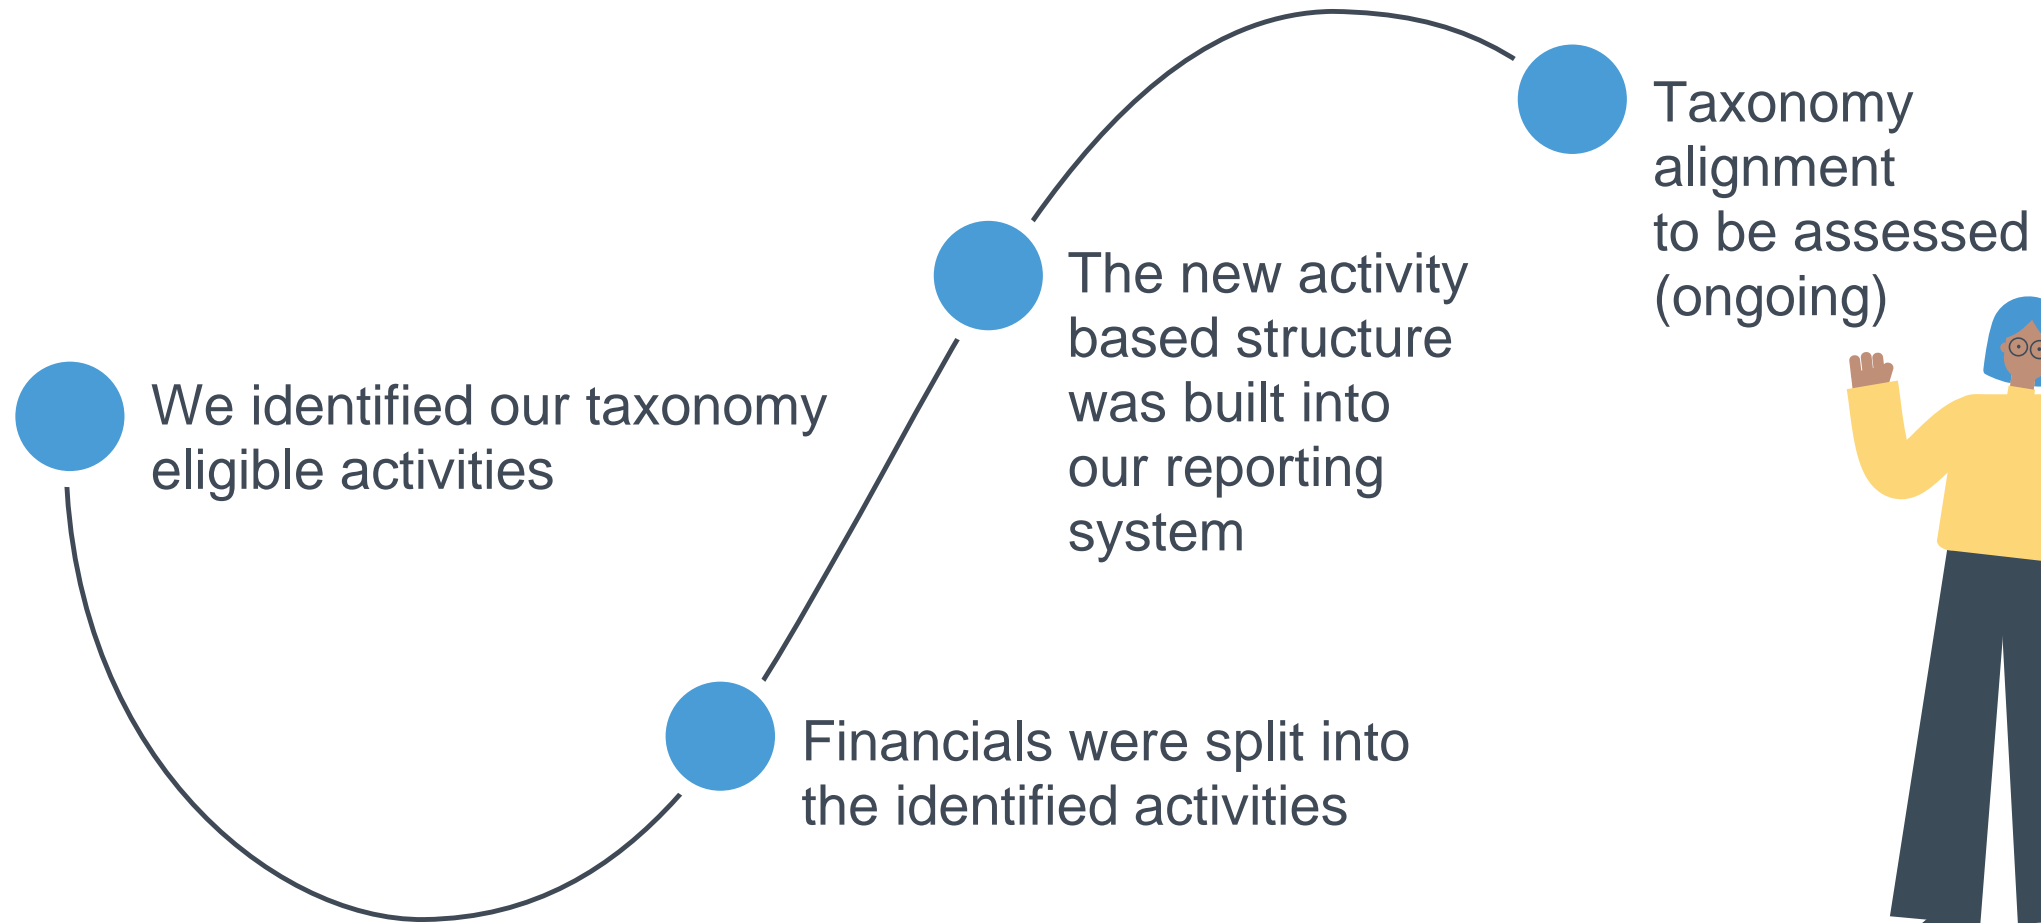 We identified our taxonomy
eligible activities
Financials were split into
the identified activities
The new activity
based structure
was built into
our reporting
system
Taxonomy
alignment
to be assessed
(ongoing)